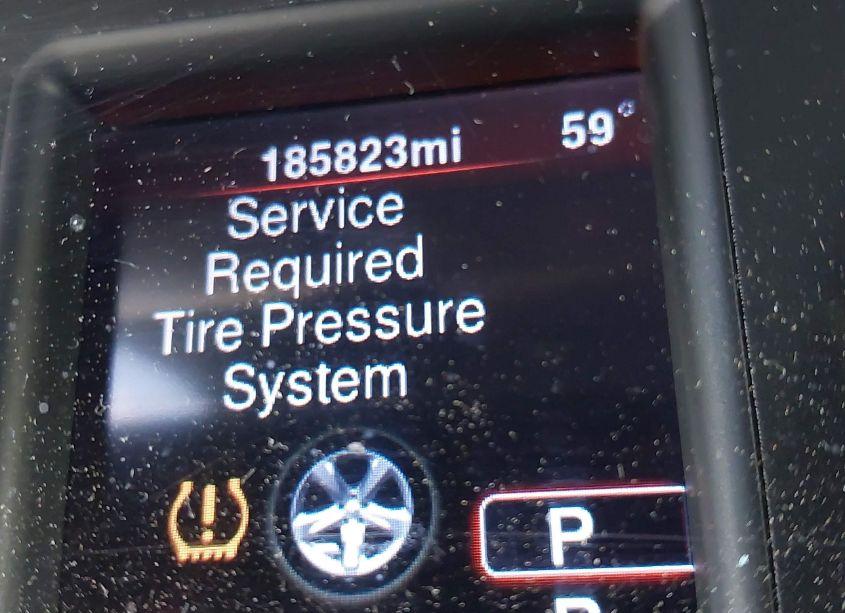 185823mi 59°
Service
Required
Tire Pressure
System
!
P